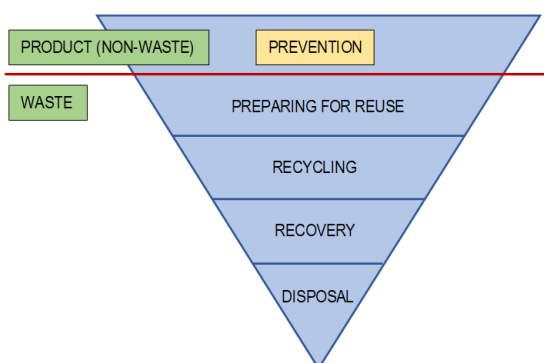 PRODUCT (NON-WASTE)
PREVENTION
WASTE
PREPARING FOR REUSE
RECYCLING
RECOVERY
DISPOSAL